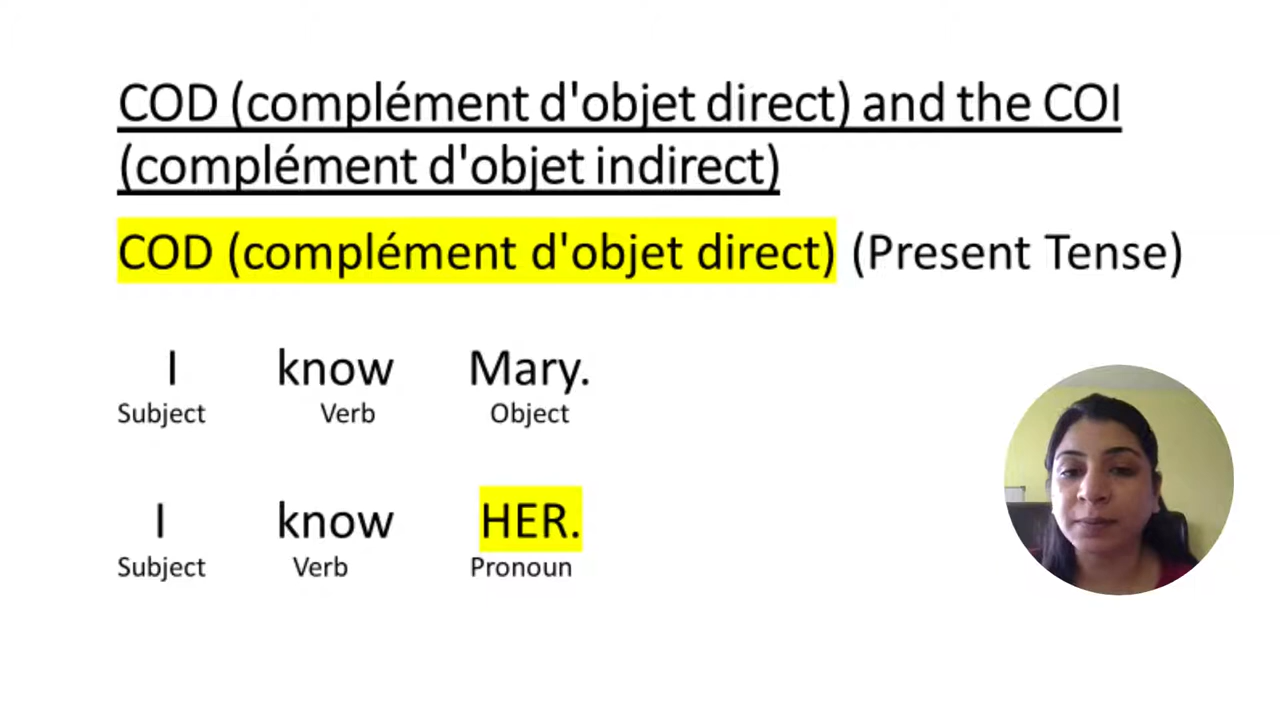 COD (complément d'objet direct) and the COI
(complément d'objet indirect)
COD (complément d'objet direct) (Present Tense)
I know Mary.
Subject Verb Object
I know HER.
Subject Verb Pronoun